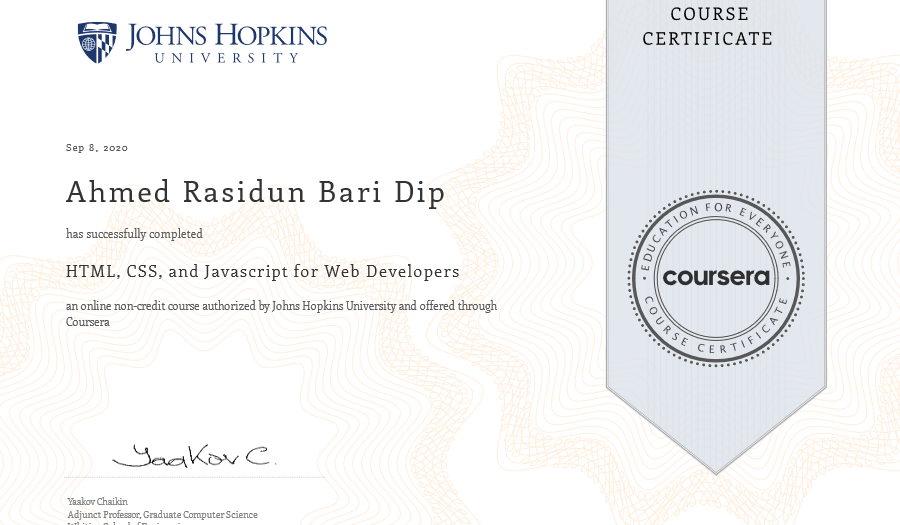 JOHNS HOPKINS
UNIVERSITY
COURSE
CERTIFICATE
Sep 8, 2020
Ahmed Rasidun Bari Dip
has successfully completed
HTML, CSS, and Javascript for Web Developers
an online non-credit course authorized by Johns Hopkins University and offered through
Coursera
EDUCATION FOR EVERYONE
coursera
COURSE CERTIFICATE
Yaakov C.
Yaakov Chaikin
Adjunct Professor, Graduate Computer Science